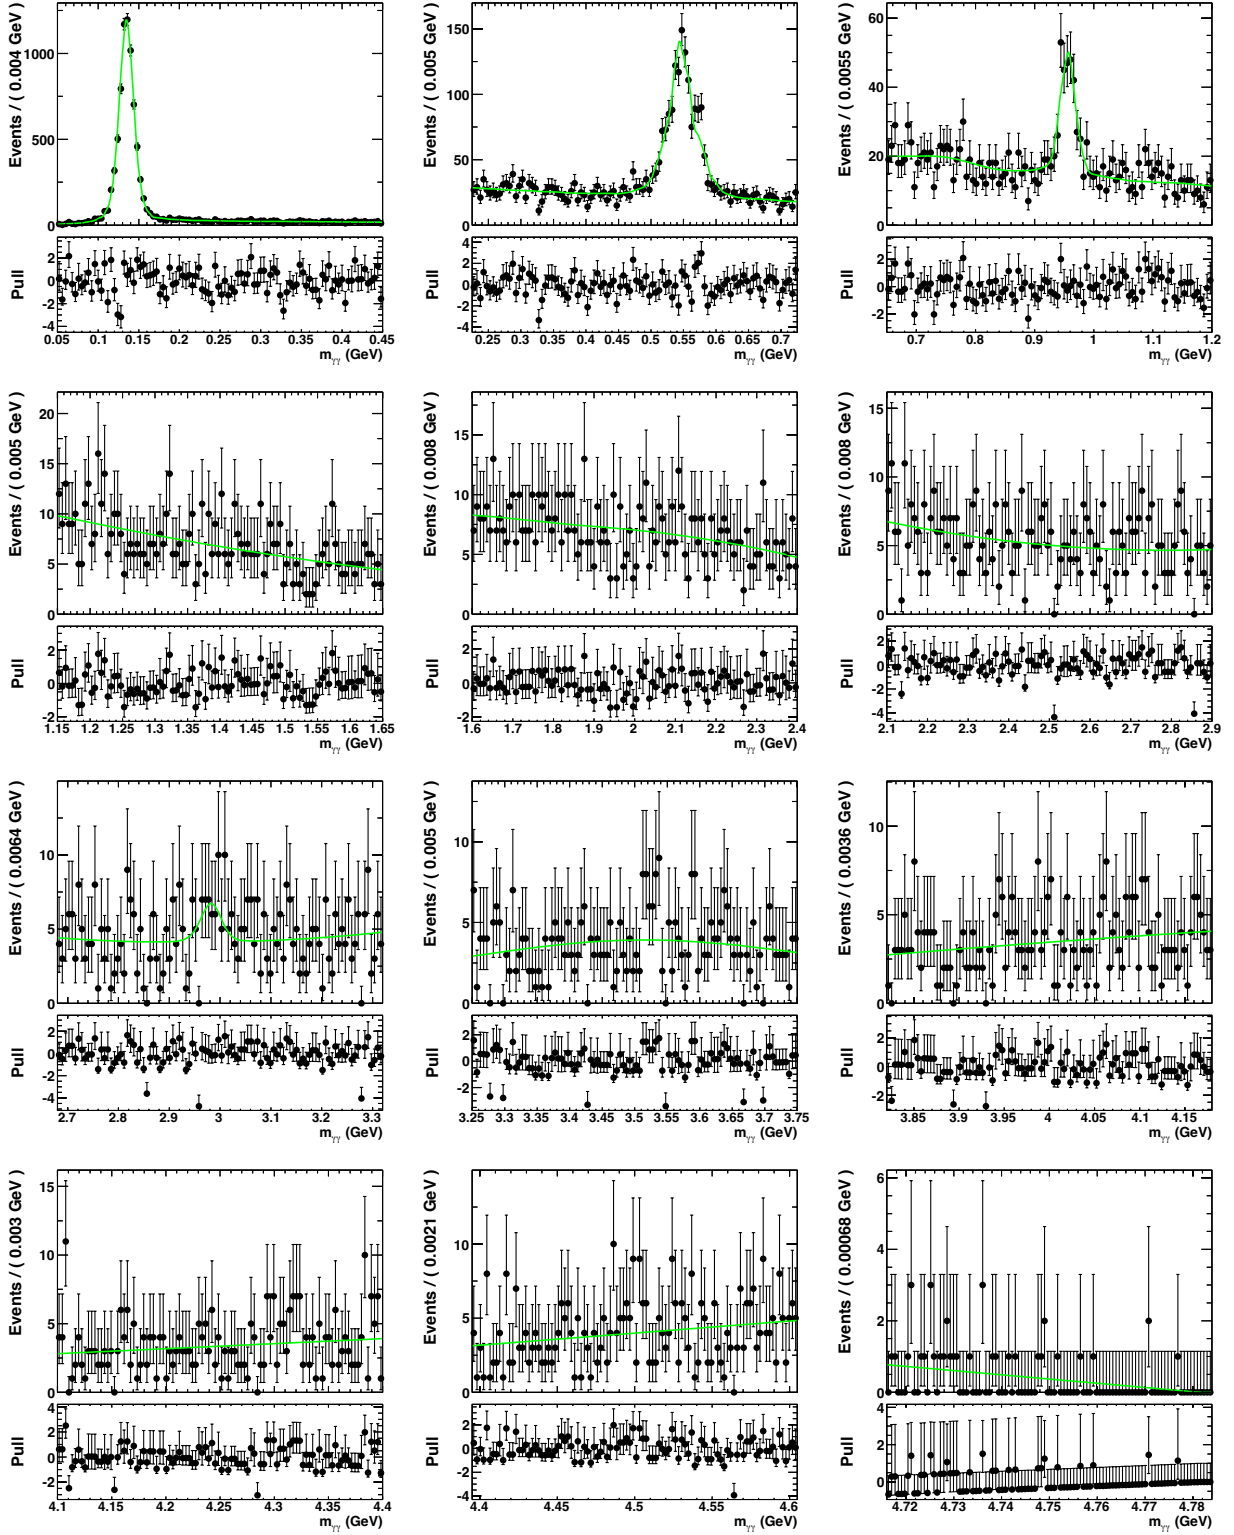 Events / ( 0.004 GeV )
1000
500
0
Pull
2
0
-2
-4
0.05 0.1 0.15 0.2 0.25 0.3 0.35 0.4 0.45
mγγ (GeV)
Events / ( 0.005 GeV )
150
100
50
0
Pull
4
2
0
-2
-4
0.25 0.3 0.35 0.4 0.45 0.5 0.55 0.6 0.65 0.7
mγγ (GeV)
Events / ( 0.0055 GeV )
60
40
20
0
Pull
2
0
-2
0.7 0.8 0.9 1 1.1 1.2
mγγ (GeV)
Events / ( 0.005 GeV )
20
15
10
5
0
Pull
2
0
-2
1.15 1.2 1.25 1.3 1.35 1.4 1.45 1.5 1.55 1.6 1.65
mγγ (GeV)
Events / ( 0.008 GeV )
15
10
5
0
Pull
2
0
-2
1.6 1.7 1.8 1.9 2 2.1 2.2 2.3 2.4
mγγ (GeV)
Events / ( 0.008 GeV )
15
10
5
0
Pull
2
0
-2
-4
2.1 2.2 2.3 2.4 2.5 2.6 2.7 2.8 2.9
mγγ (GeV)
Events / ( 0.0064 GeV )
10
5
0
Pull
2
0
-2
-4
2.7 2.8 2.9 3 3.1 3.2 3.3
mγγ (GeV)
Events / ( 0.005 GeV )
10
5
0
Pull
2
0
-2
3.25 3.3 3.35 3.4 3.45 3.5 3.55 3.6 3.65 3.7 3.75
mγγ (GeV)
Events / ( 0.0036 GeV )
10
5
0
Pull
2
0
-2
3.85 3.9 3.95 4 4.05 4.1 4.15
mγγ (GeV)
Events / ( 0.003 GeV )
15
10
5
0
Pull
4
2
0
-2
4.1 4.15 4.2 4.25 4.3 4.35 4.4
mγγ (GeV)
Events / ( 0.0021 GeV )
10
5
0
Pull
2
0
-2
-4
4.4 4.45 4.5 4.55 4.6
mγγ (GeV)
Events / ( 0.00068 GeV )
6
4
2
0
Pull
4
2
0
4.72 4.73 4.74 4.75 4.76 4.77 4.78
mγγ (GeV)